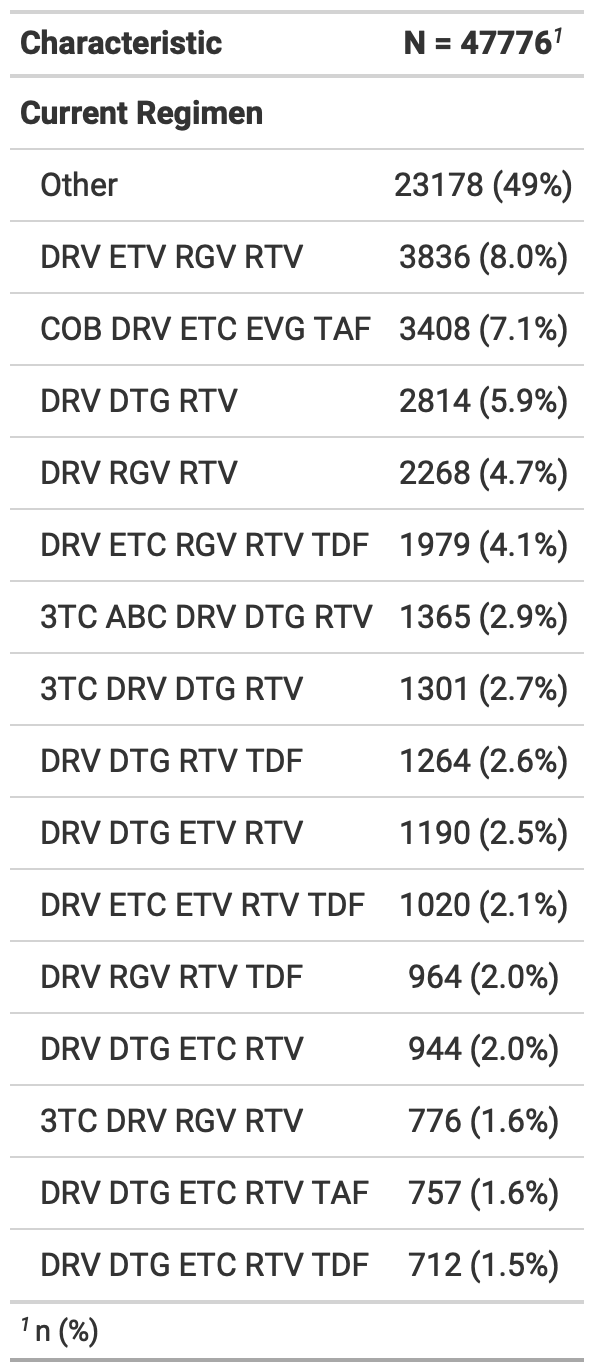 Characteristic N = 47776¹
Current Regimen
Other 23178 (49%)
DRV ETV RGV RTV 3836 (8.0%)
COB DRV ETC EVG TAF 3408 (7.1%)
DRV DTG RTV 2814 (5.9%)
DRV RGV RTV 2268 (4.7%)
DRV ETC RGV RTV TDF 1979 (4.1%)
3TC ABC DRV DTG RTV 1365 (2.9%)
3TC DRV DTG RTV 1301 (2.7%)
DRV DTG RTV TDF 1264 (2.6%)
DRV DTG ETV RTV 1190 (2.5%)
DRV ETC ETV RTV TDF 1020 (2.1%)
DRV RGV RTV TDF 964 (2.0%)
DRV DTG ETC RTV 944 (2.0%)
3TC DRV RGV RTV 776 (1.6%)
DRV DTG ETC RTV TAF 757 (1.6%)
DRV DTG ETC RTV TDF 712 (1.5%)
¹ n (%)